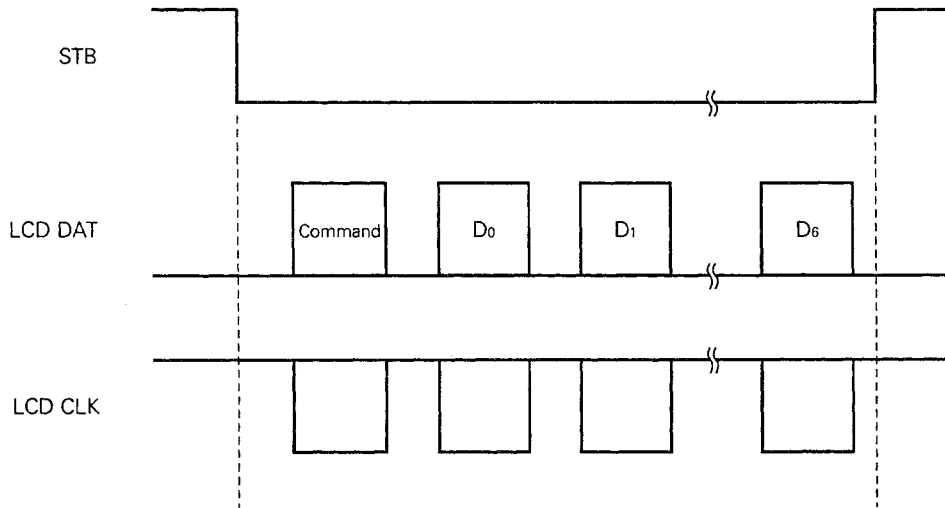 STB
LCD DAT
Command
D₀
D₁
D₆
LCD CLK